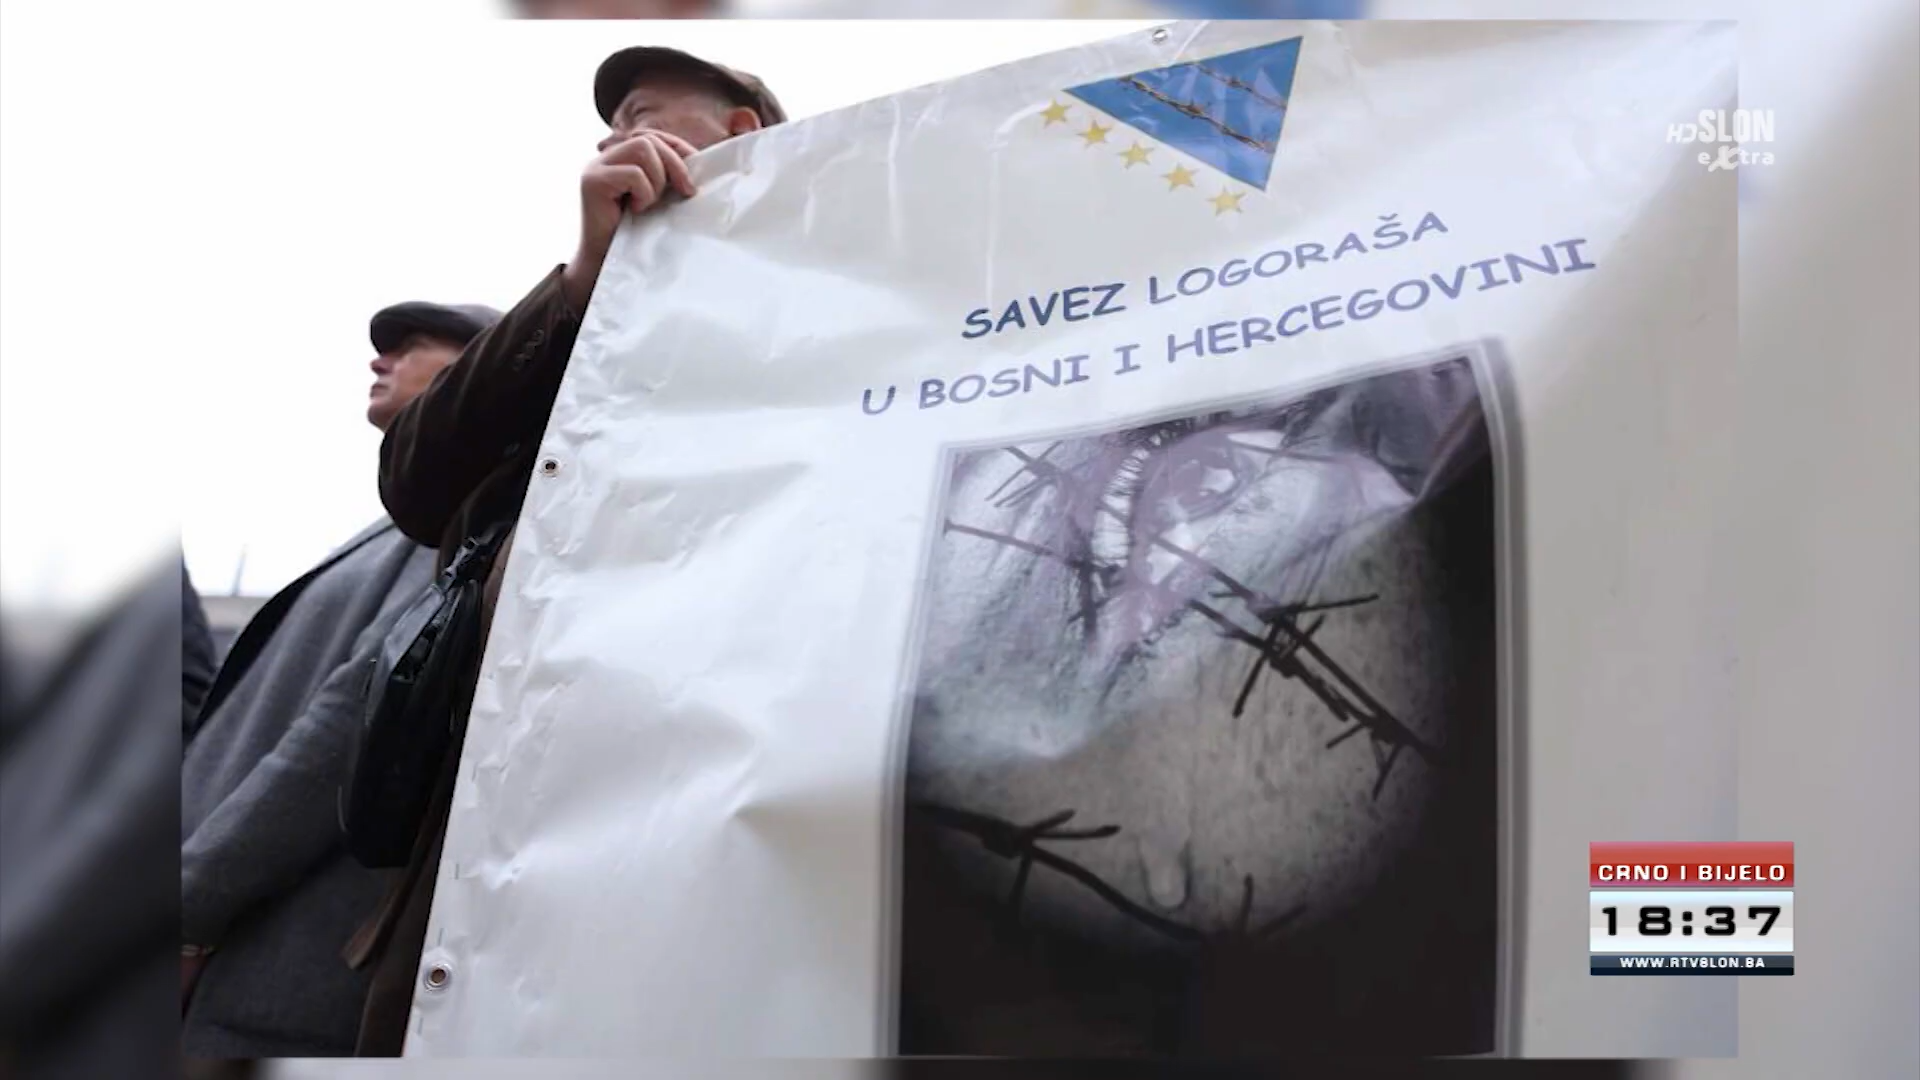 HD SLON
extra
SAVEZ LOGORAŠA
U BOSNI I HERCEGOVINI
CRNO I BIJELO
18:37
WWW.RTVSLON.BA